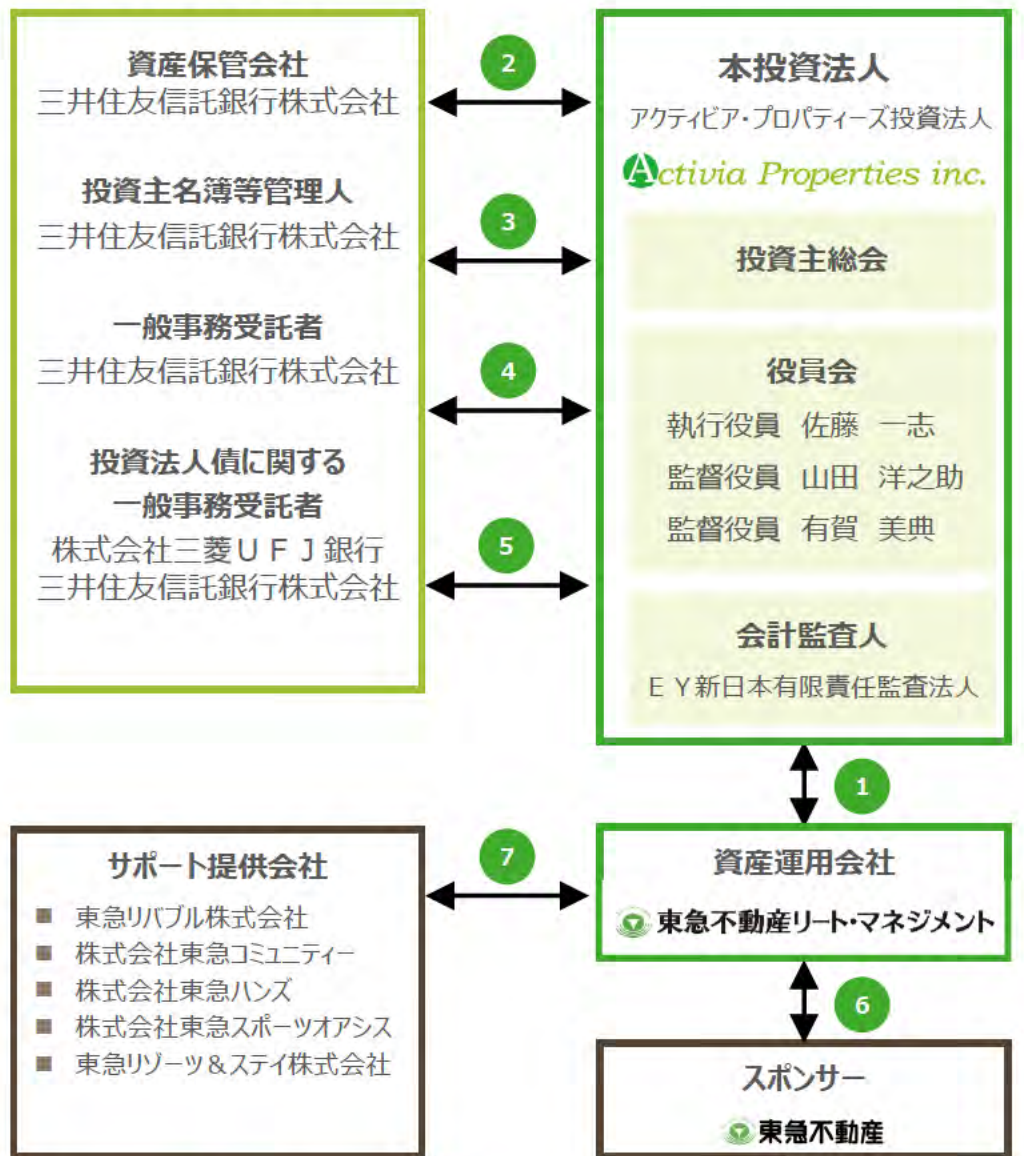 資産保管会社
三井住友信託銀行株式会社
投資主名簿等管理人
三井住友信託銀行株式会社
一般事務受託者
三井住友信託銀行株式会社
投資法人債に関する
一般事務受託者
株式会社三菱UFJ銀行
三井住友信託銀行株式会社
2
3
4
5
本投資法人
アクティビア・プロパティーズ投資法人
Activia Properties inc.
投資主総会
役員会
執行役員 佐藤 一志
監督役員 山田 洋之助
監督役員 有賀 美典
会計監査人
EY新日本有限責任監査法人
1
サポート提供会社
■ 東急リバブル株式会社
■ 株式会社東急コミュニティー
■ 株式会社東急ハンズ
■ 株式会社東急スポーツオアシス
■ 東急リゾーツ&ステイ株式会社
7
資産運用会社
東急不動産リート・マネジメント
6
スポンサー
東急不動産